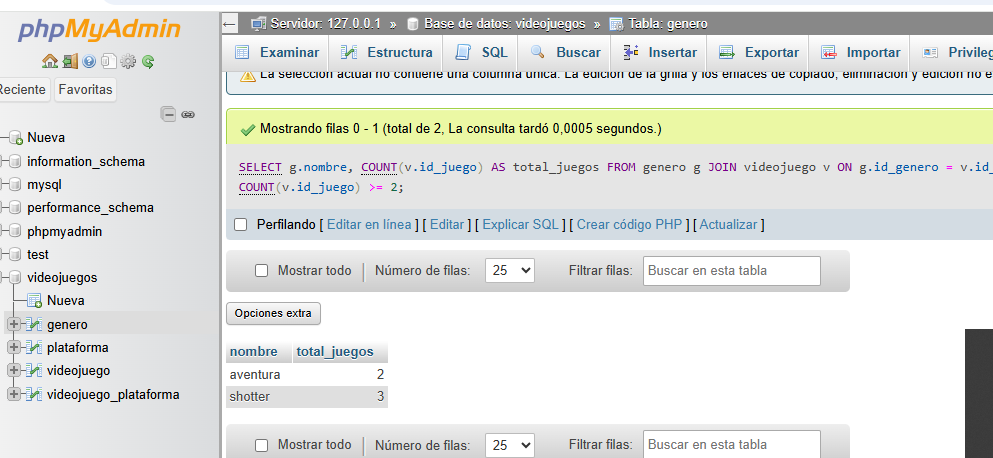 phpMyAdmin
Reciente Favoritas
Nueva
information_schema
mysql
performance_schema
phpmyadmin
test
videojuegos
Nueva
genero
plataforma
videojuego
videojuego_plataforma
← Servidor: 127.0.0.1 » Base de datos: videojuegos » Tabla: genero
Examinar Estructura SQL Buscar Insertar Exportar Importar Privileg
La selección actual no contiene una columna única. La edición de la grilla y los enlaces de copiado, eliminación y edición no e
Mostrando filas 0 - 1 (total de 2, La consulta tardó 0,0005 segundos.)
SELECT g.nombre, COUNT(v.id_juego) AS total_juegos FROM genero g JOIN videojuego v ON g.id_genero = v.id_
COUNT(v.id_juego) >= 2;
Perfilando [ Editar en línea ] [ Editar ] [ Explicar SQL ] [ Crear código PHP ] [ Actualizar ]
Mostrar todo | Número de filas: 25 Filtrar filas: Buscar en esta tabla
Opciones extra
nombre total_juegos
aventura 2
shotter 3
Mostrar todo | Número de filas: 25 Filtrar filas: Buscar en esta tabla